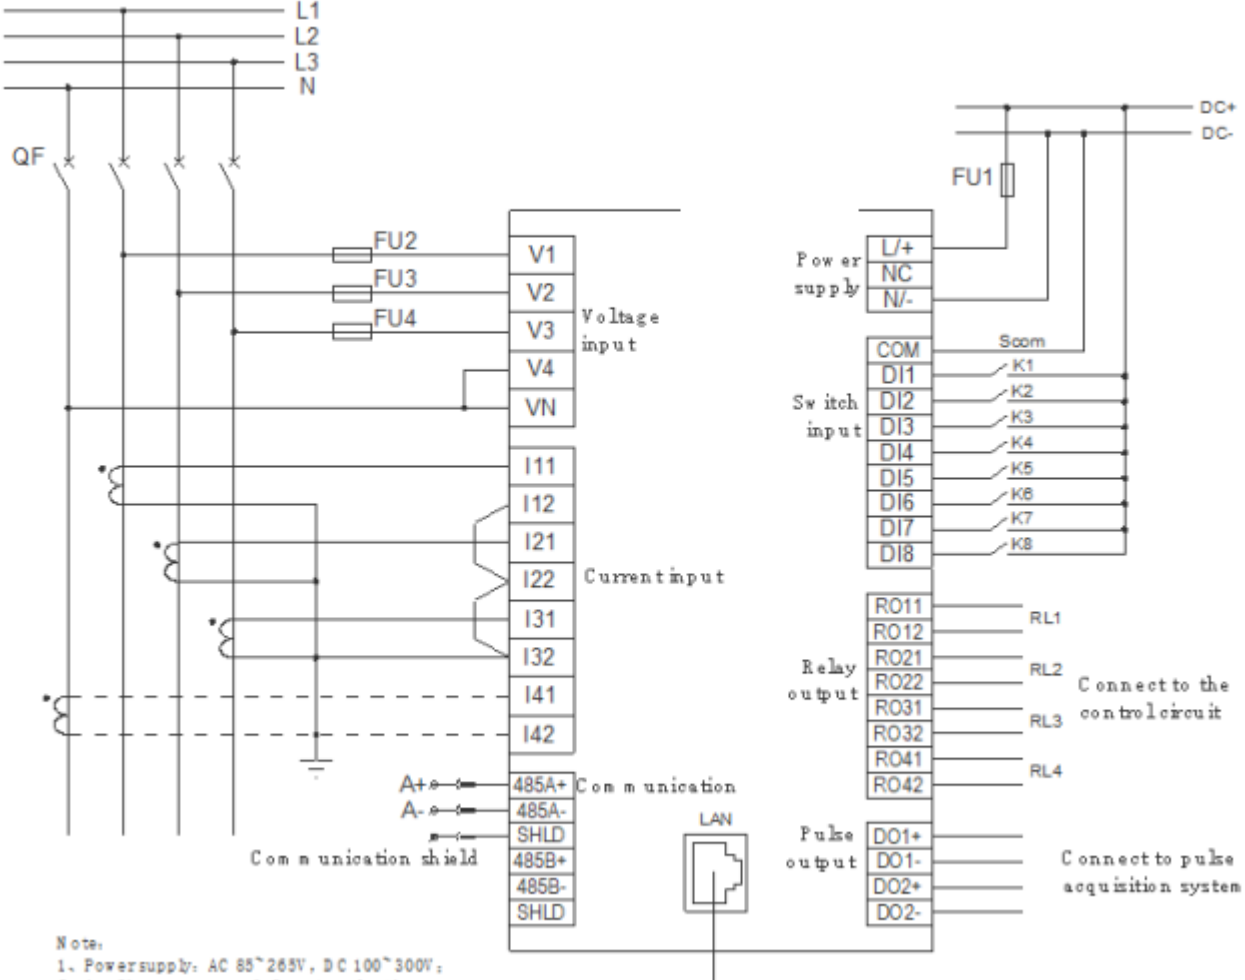 L1
L2
L3
N
QF
FU2
FU3
FU4
V1
V2
V3
V4
VN
Voltage
input
I11
I12
I21
I22
I31
I32
I41
I42
Current input
A+
A-
485A+
485A-
SHLD
485B+
485B-
SHLD
Communication
Communication shield
LAN
DC+
DC-
FU1
Power
supply
L/+
NC
N/-
Switch
input
COM
DI1
DI2
DI3
DI4
DI5
DI6
DI7
DI8
Scom
K1
K2
K3
K4
K5
K6
K7
K8
Relay
output
RO11
RO12
RO21
RO22
RO31
RO32
RO41
RO42
RL1
RL2
RL3
RL4
Connect to the
control circuit
Pulse
output
DO1+
DO1-
DO2+
DO2-
Connect to pulse
acquisition system
Note:
1、Powersupply: AC 85~265V, DC 100~300V;